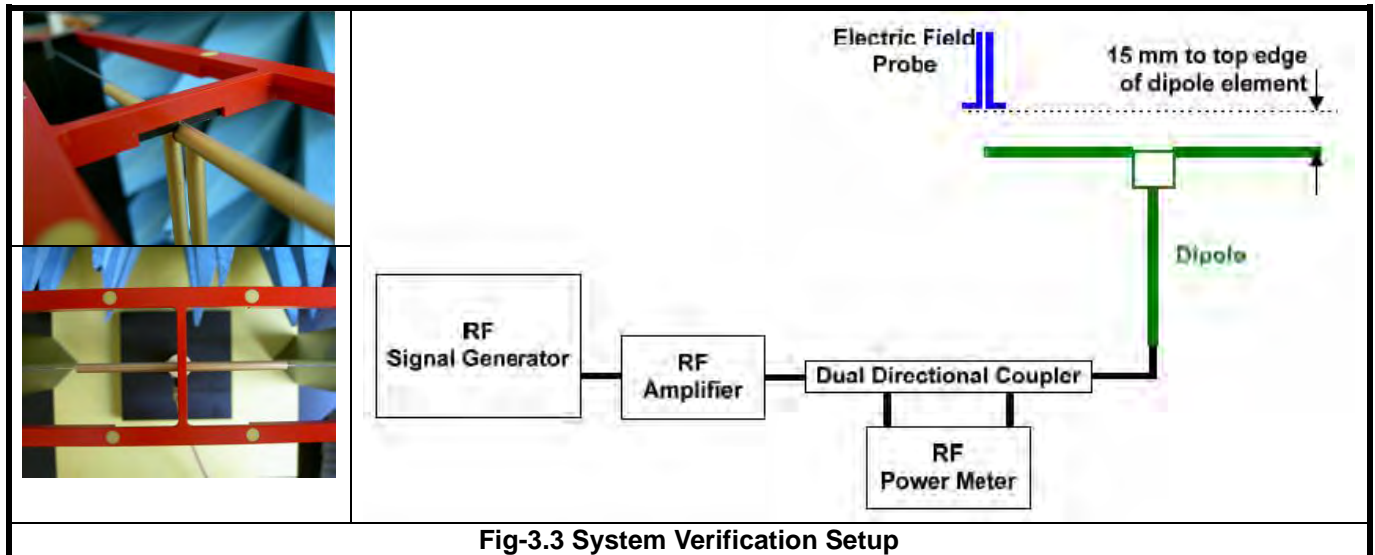 Electric Field
Probe
15 mm to top edge
of dipole element
Dipole
RF
Signal Generator
RF
Amplifier
Dual Directional Coupler
RF
Power Meter
Fig-3.3 System Verification Setup